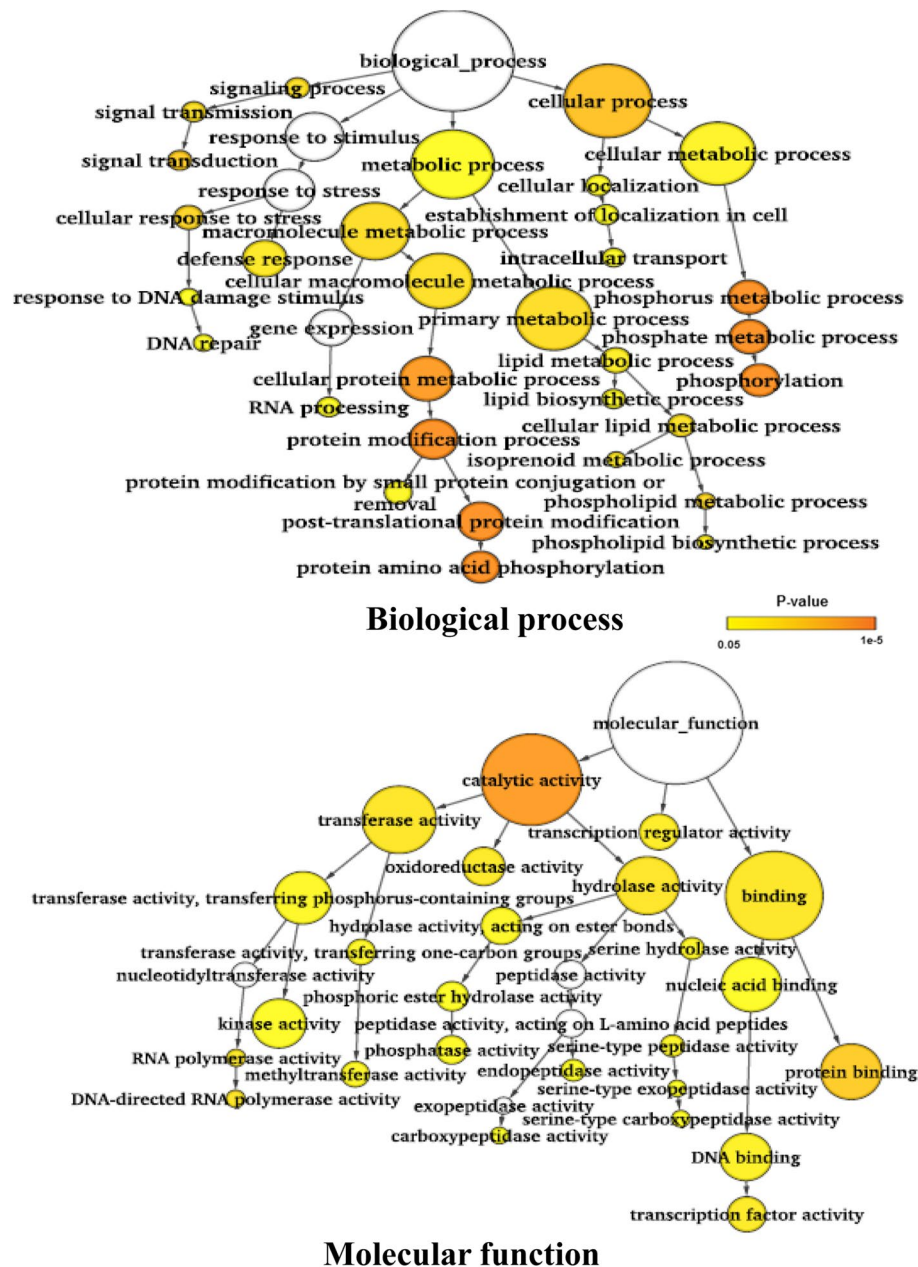 biological_process
signaling process
cellular process
signal transmission
response to stimulus
signal transduction
metabolic process
cellular metabolic process
response to stress
cellular localization
cellular response to stress
establishment of localization in cell
macromolecule metabolic process
defense response
intracellular transport
cellular macromolecule metabolic process
response to DNA damage stimulus
phosphorus metabolic process
gene expression
primary metabolic process
phosphate metabolic process
DNA repair
lipid metabolic process
cellular protein metabolic process
phosphorylation
lipid biosynthetic process
RNA processing
cellular lipid metabolic process
protein modification process
isoprenoid metabolic process
protein modification by small protein conjugation or
removal
phospholipid metabolic process
post-translational protein modification
phospholipid biosynthetic process
protein amino acid phosphorylation
Biological process
P-value
0.05
1e-5
molecular_function
catalytic activity
transferase activity
transcription regulator activity
oxidoreductase activity
hydrolase activity
transferase activity, transferring phosphorus-containing groups
binding
hydrolase activity, acting on ester bonds
transferase activity, transferring one-carbon groups
serine hydrolase activity
nucleotidyltransferase activity
peptidase activity
nucleic acid binding
phosphoric ester hydrolase activity
kinase activity
peptidase activity, acting on L-amino acid peptides
serine-type peptidase activity
phosphatase activity
RNA polymerase activity
endopeptidase activity
protein binding
methyltransferase activity
serine-type exopeptidase activity
DNA-directed RNA polymerase activity
exopeptidase activity
serine-type carboxypeptidase activity
carboxypeptidase activity
DNA binding
transcription factor activity
Molecular function